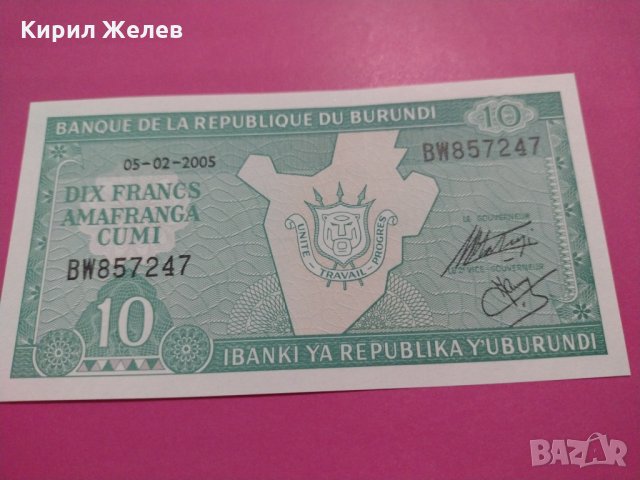 Кирил Желев
BANQUE DE LA REPUBLIQUE DU BURUNDI
10
05-02-2005
BW857247
DIX FRANCS
AMAFRANGA
CUMI
LE GOUVERNEUR
UNITE - TRAVAIL - PROGRES
BW857247
VICE-GOUVERNEUR
10
IBANKI YA REPUBLIKA Y'UBURUNDI
BAZAR